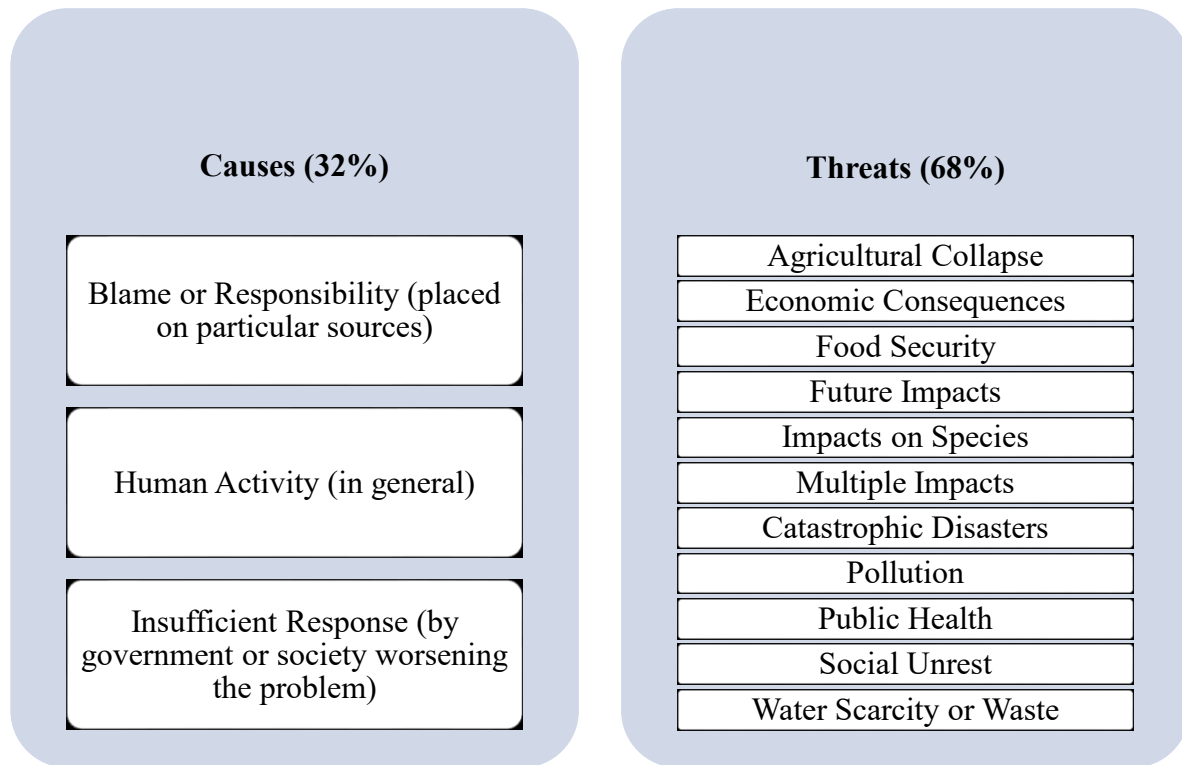 Causes (32%)
Blame or Responsibility (placed
on particular sources)
Human Activity (in general)
Insufficient Response (by
government or society worsening
the problem)
Threats (68%)
Agricultural Collapse
Economic Consequences
Food Security
Future Impacts
Impacts on Species
Multiple Impacts
Catastrophic Disasters
Pollution
Public Health
Social Unrest
Water Scarcity or Waste